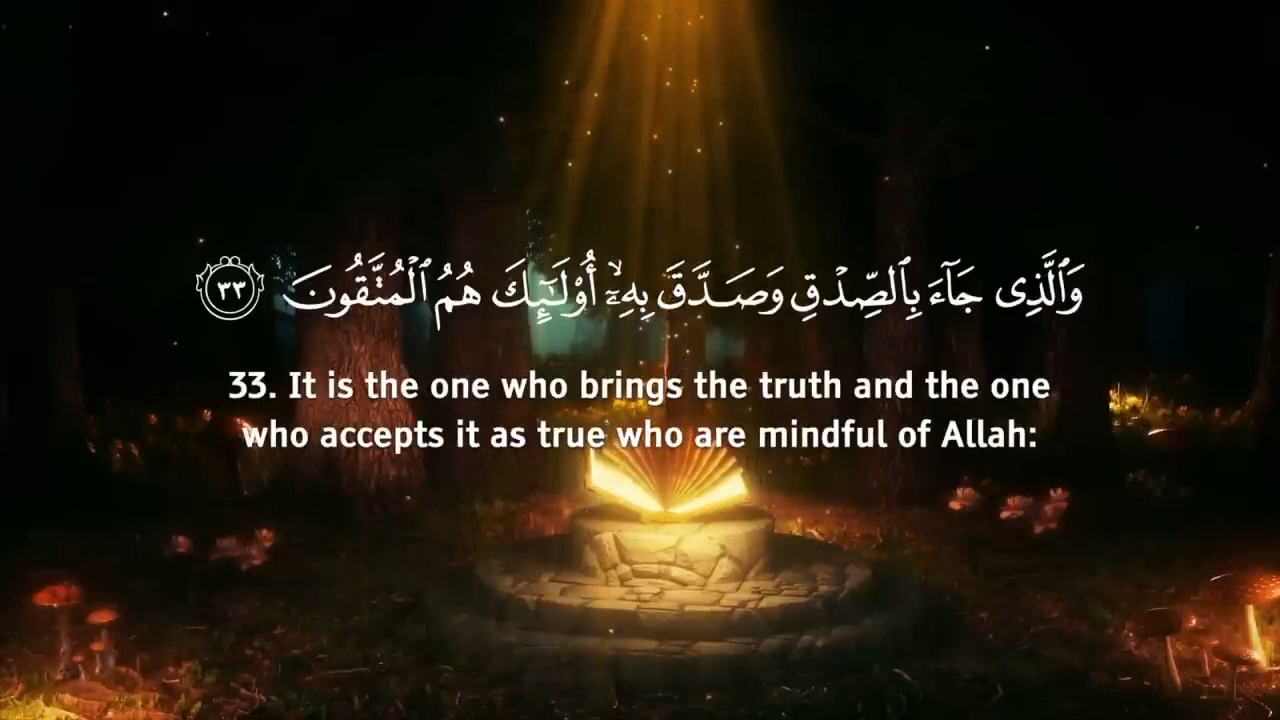 وَٱلَّذِى جَآءَ بِٱلصِّدْقِ وَصَدَّقَ بِهِۦٓ ۙ أُو۟لَـٰٓئِكَ هُمُ ٱلْمُتَّقُونَ ٣٣
33. It is the one who brings the truth and the one
who accepts it as true who are mindful of Allah: